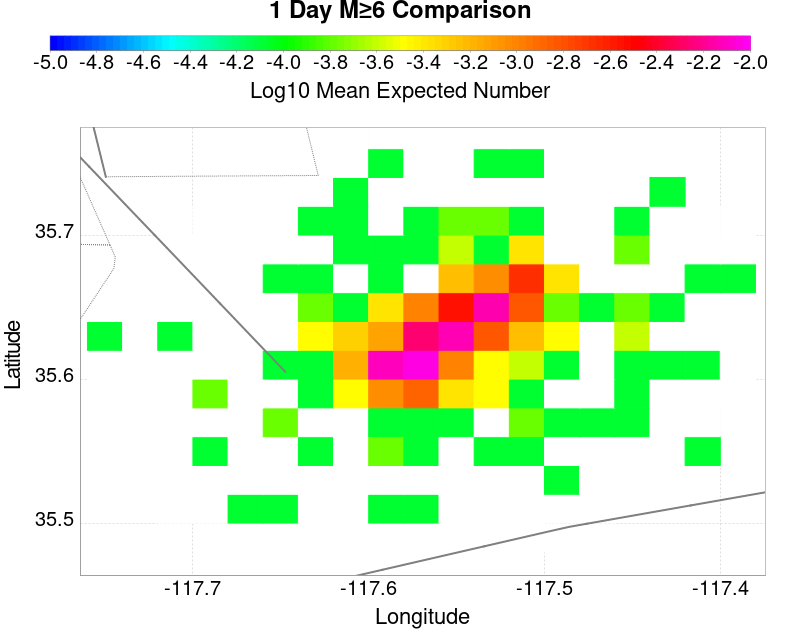 1 Day M≥6 Comparison
-5.0 -4.8 -4.6 -4.4 -4.2 -4.0 -3.8 -3.6 -3.4 -3.2 -3.0 -2.8 -2.6 -2.4 -2.2 -2.0
Log10 Mean Expected Number
35.7
35.6
35.5
Latitude
-117.7 -117.6 -117.5 -117.4
Longitude